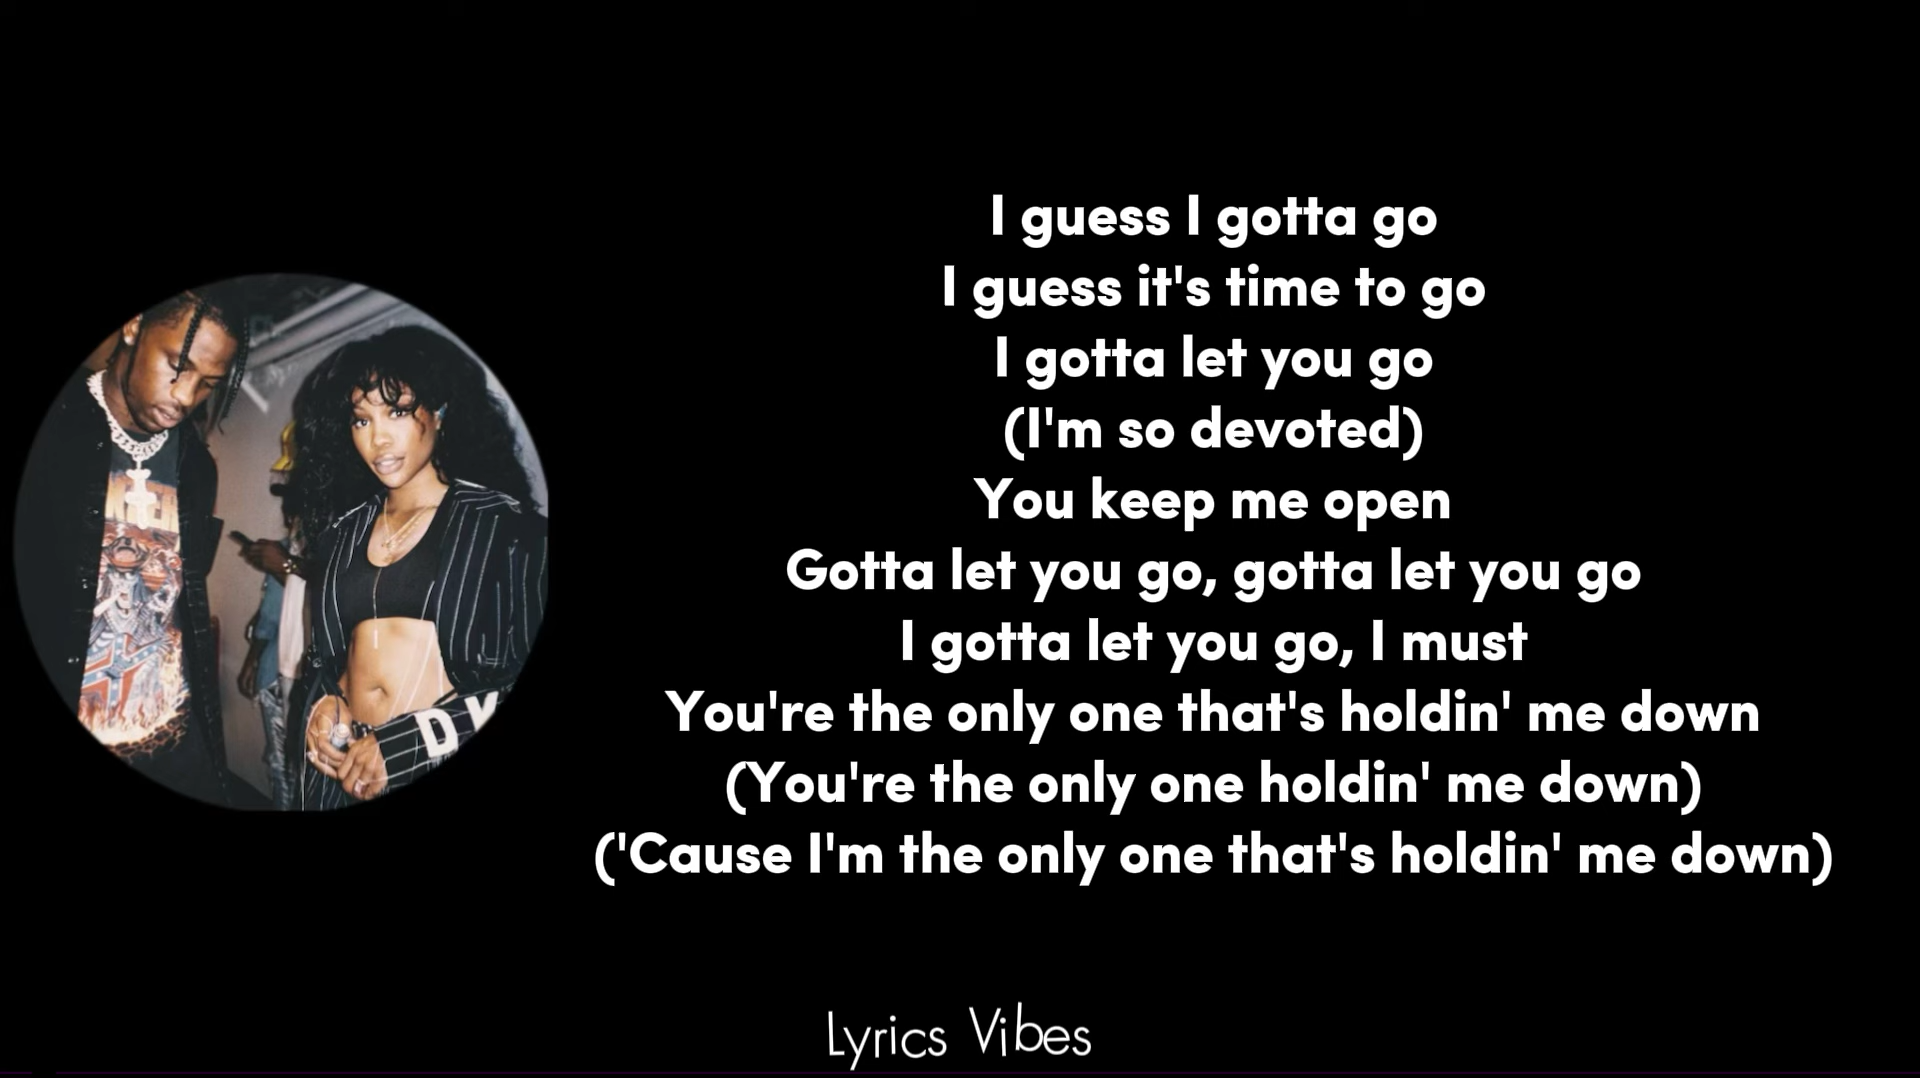 I guess I gotta go
I guess it's time to go
I gotta let you go
(I'm so devoted)
You keep me open
Gotta let you go, gotta let you go
I gotta let you go, I must
You're the only one that's holdin' me down
(You're the only one holdin' me down)
('Cause I'm the only one that's holdin' me down)
Lyrics Vibes